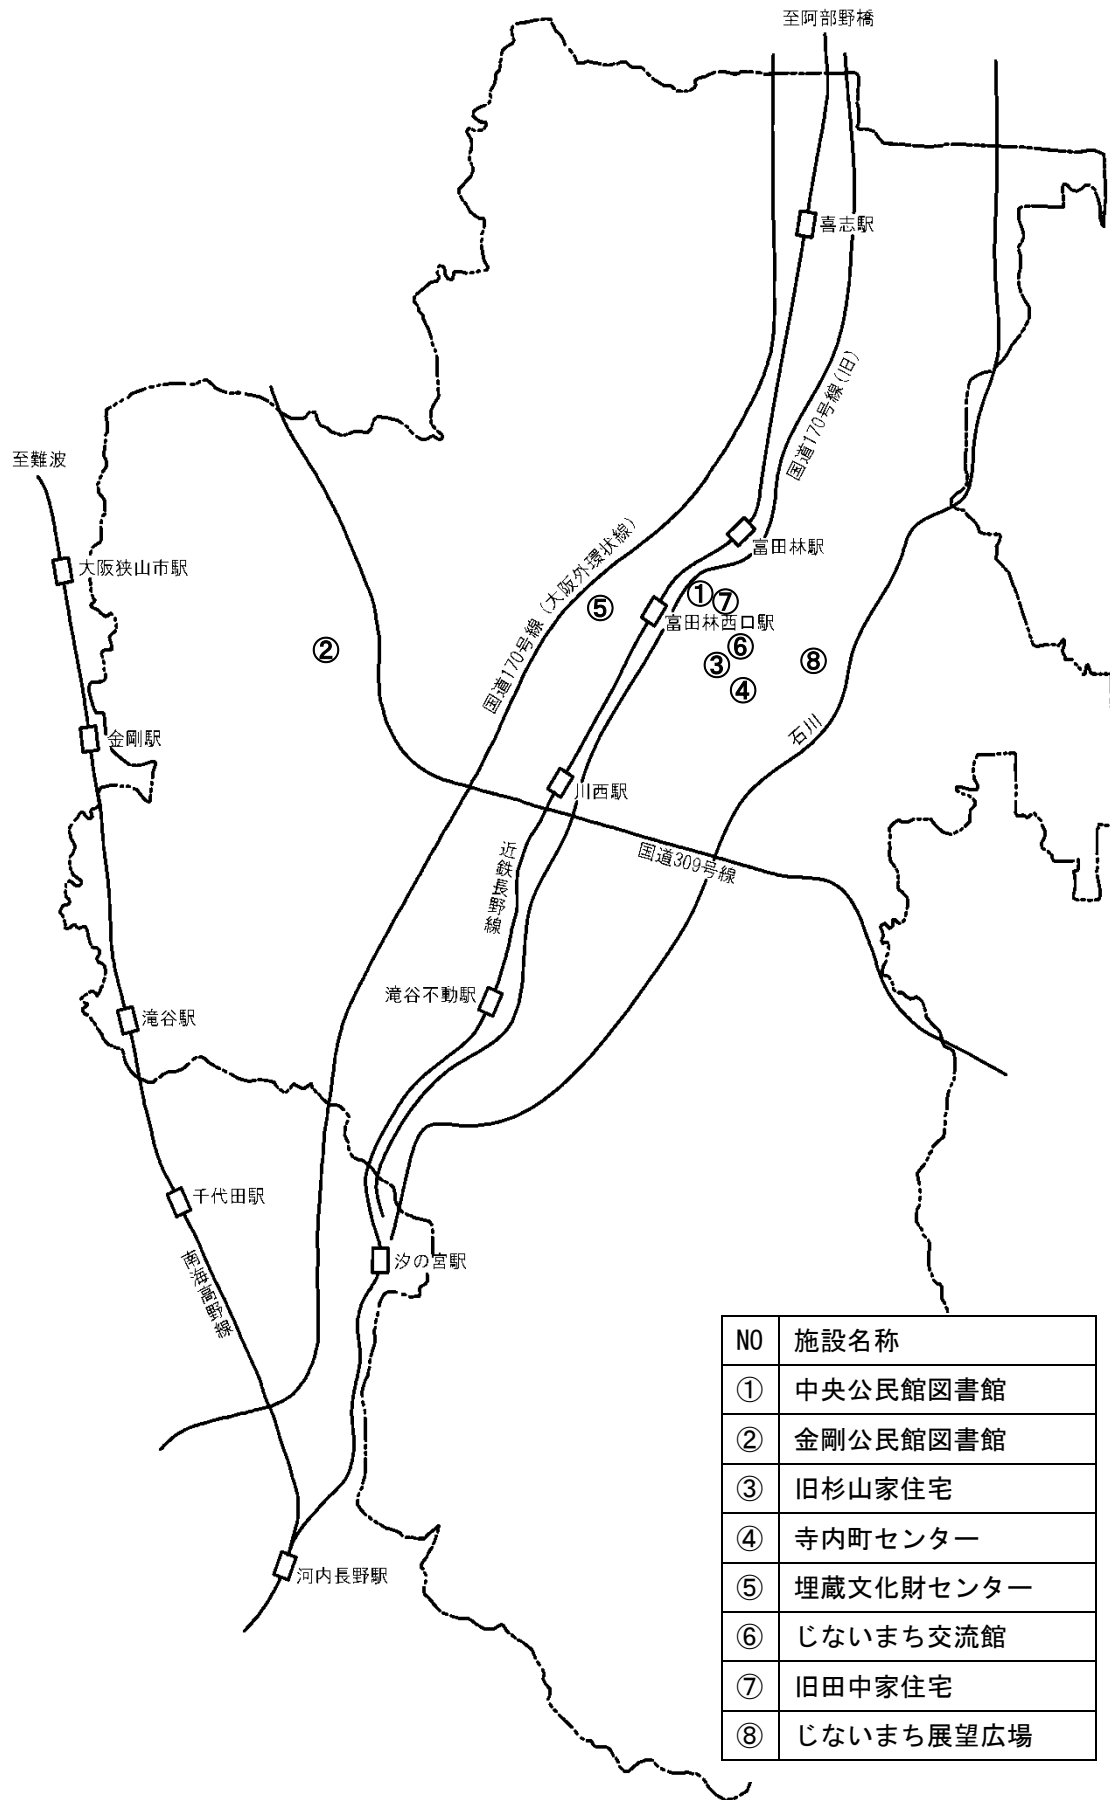 至阿部野橋
喜志駅
国道170号線(旧)
至難波
国道170号線(大阪外環状線)
富田林駅
大阪狭山市駅
①
⑦
⑤
富田林西口駅
②
⑥
③
⑧
④
石川
金剛駅
川西駅
国道309号線
近鉄長野線
滝谷不動駅
滝谷駅
千代田駅
汐の宮駅
南海高野線
河内長野駅
NO 施設名称
① 中央公民館図書館
② 金剛公民館図書館
③ 旧杉山家住宅
④ 寺内町センター
⑤ 埋蔵文化財センター
⑥ じないまち交流館
⑦ 旧田中家住宅
⑧ じないまち展望広場